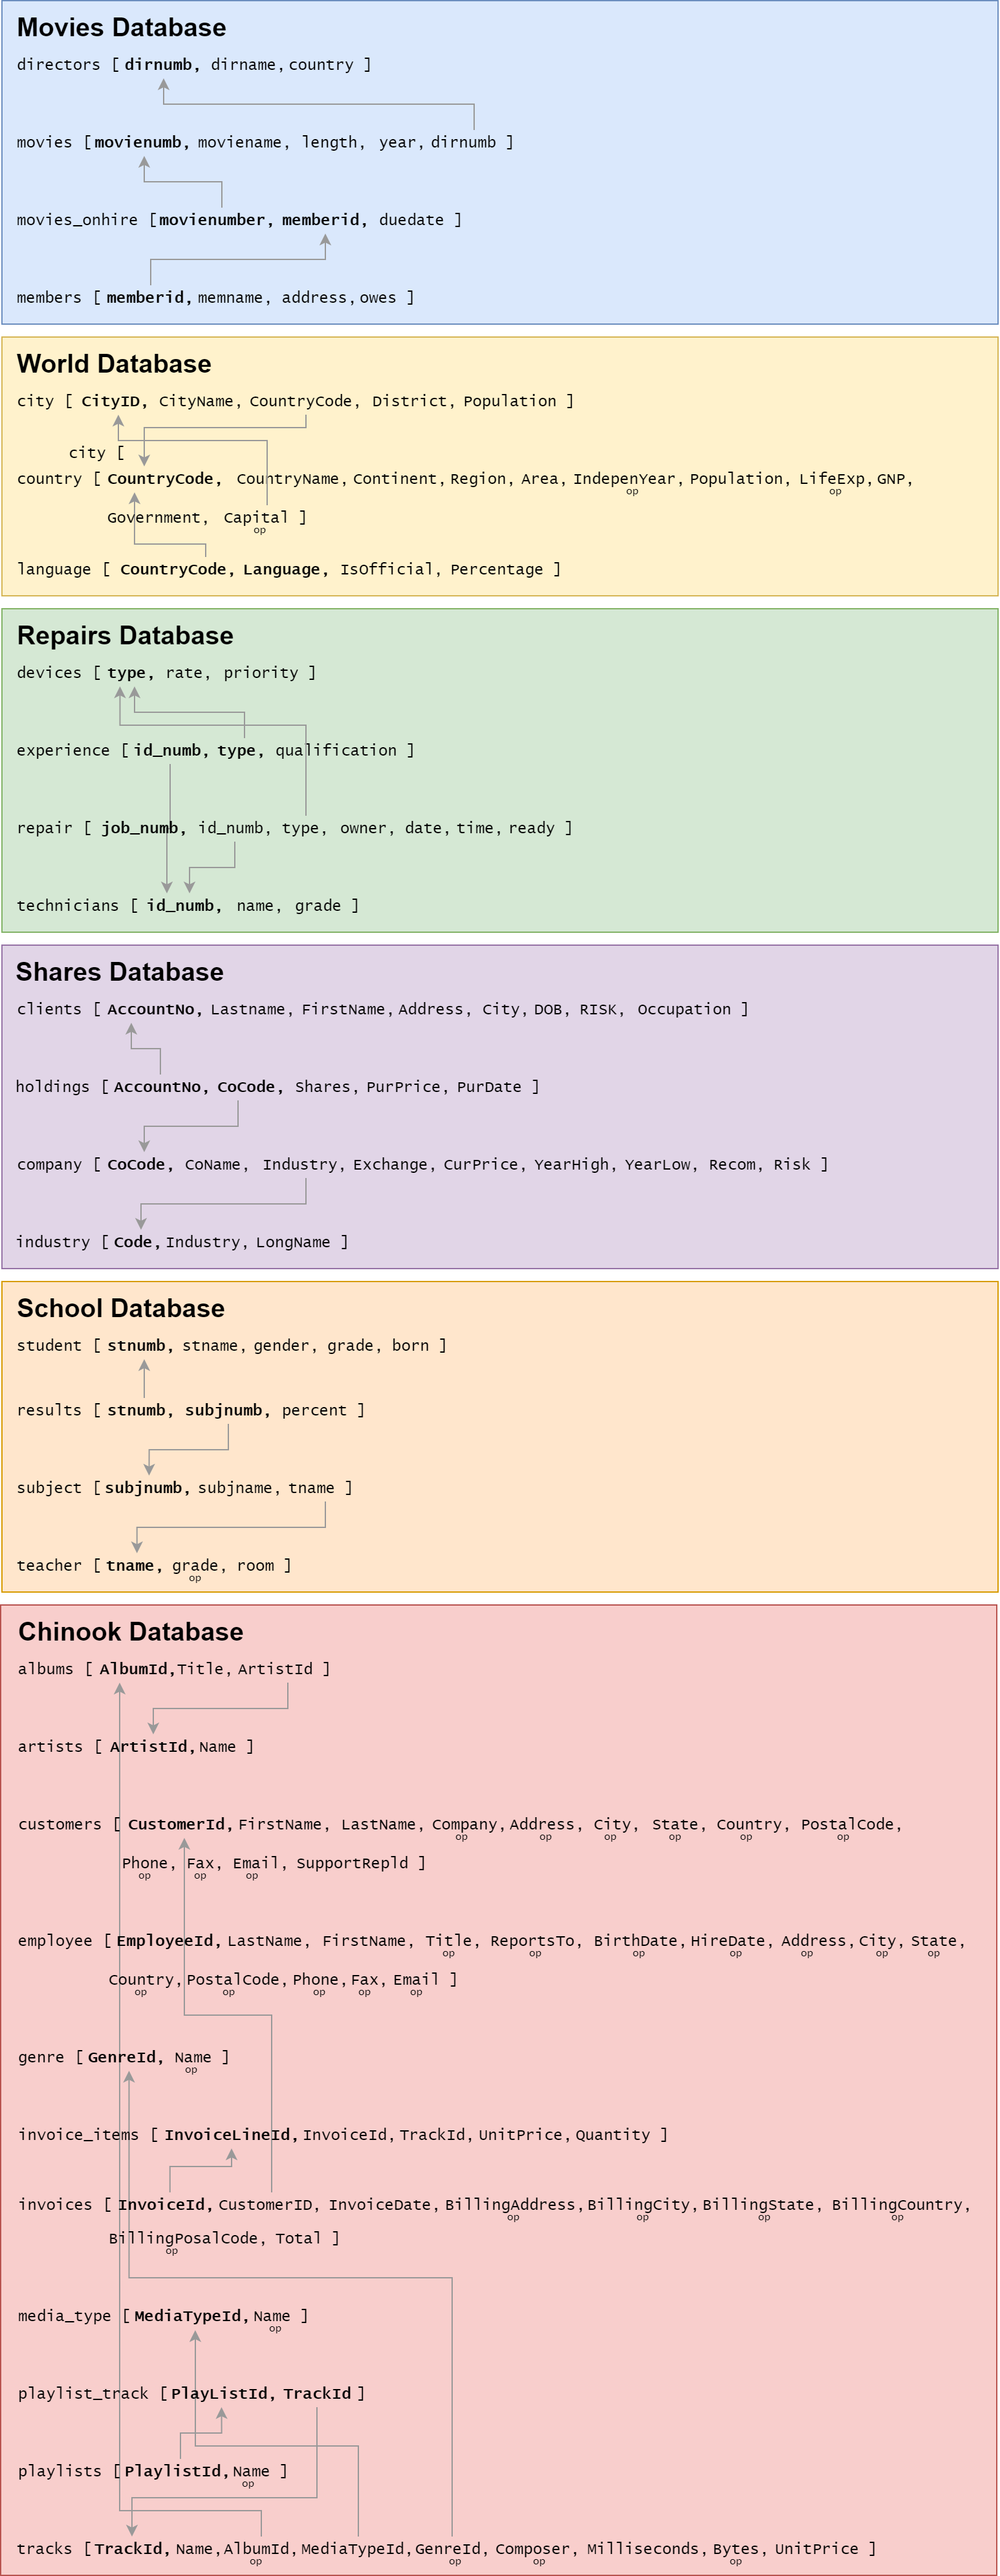 Movies Database
directors [ dirnumb, dirname, country ]
movies [ movienumb, moviename, length, year, dirnumb ]
movies_onhire [ movienumber, memberid, duedate ]
members [ memberid, memname, address, owes ]
World Database
city [ CityID, CityName, CountryCode, District, Population ]
city [
country [ CountryCode, CountryName, Continent, Region, Area, IndepenYear, Population, LifeExp, GNP,
op op
Government, Capital ]
op
language [ CountryCode, Language, IsOfficial, Percentage ]
Repairs Database
devices [ type, rate, priority ]
experience [ id_numb, type, qualification ]
repair [ job_numb, id_numb, type, owner, date, time, ready ]
technicians [ id_numb, name, grade ]
Shares Database
clients [ AccountNo, Lastname, FirstName, Address, City, DOB, RISK, Occupation ]
holdings [ AccountNo, CoCode, Shares, PurPrice, PurDate ]
company [ CoCode, CoName, Industry, Exchange, CurPrice, YearHigh, YearLow, Recom, Risk ]
industry [ Code, Industry, LongName ]
School Database
student [ stnumb, stname, gender, grade, born ]
results [ stnumb, subjnumb, percent ]
subject [ subjnumb, subjname, tname ]
teacher [ tname, grade, room ]
op
Chinook Database
albums [ AlbumId, Title, ArtistId ]
artists [ ArtistId, Name ]
customers [ CustomerId, FirstName, LastName, Company, Address, City, State, Country, PostalCode,
op op op op op op
Phone, Fax, Email, SupportRepld ]
op op op
employee [ EmployeeId, LastName, FirstName, Title, ReportsTo, BirthDate, HireDate, Address, City, State,
op op op op op op op
Country, PostalCode, Phone, Fax, Email ]
op op op op op
genre [ GenreId, Name ]
op
invoice_items [ InvoiceLineId, InvoiceId, TrackId, UnitPrice, Quantity ]
invoices [ InvoiceId, CustomerID, InvoiceDate, BillingAddress, BillingCity, BillingState, BillingCountry,
op op op op
BillingPosalCode, Total ]
op
media_type [ MediaTypeId, Name ]
op
playlist_track [ PlayListId, TrackId ]
playlists [ PlaylistId, Name ]
op
tracks [ TrackId, Name, AlbumId, MediaTypeId, GenreId, Composer, Milliseconds, Bytes, UnitPrice ]
op op op op